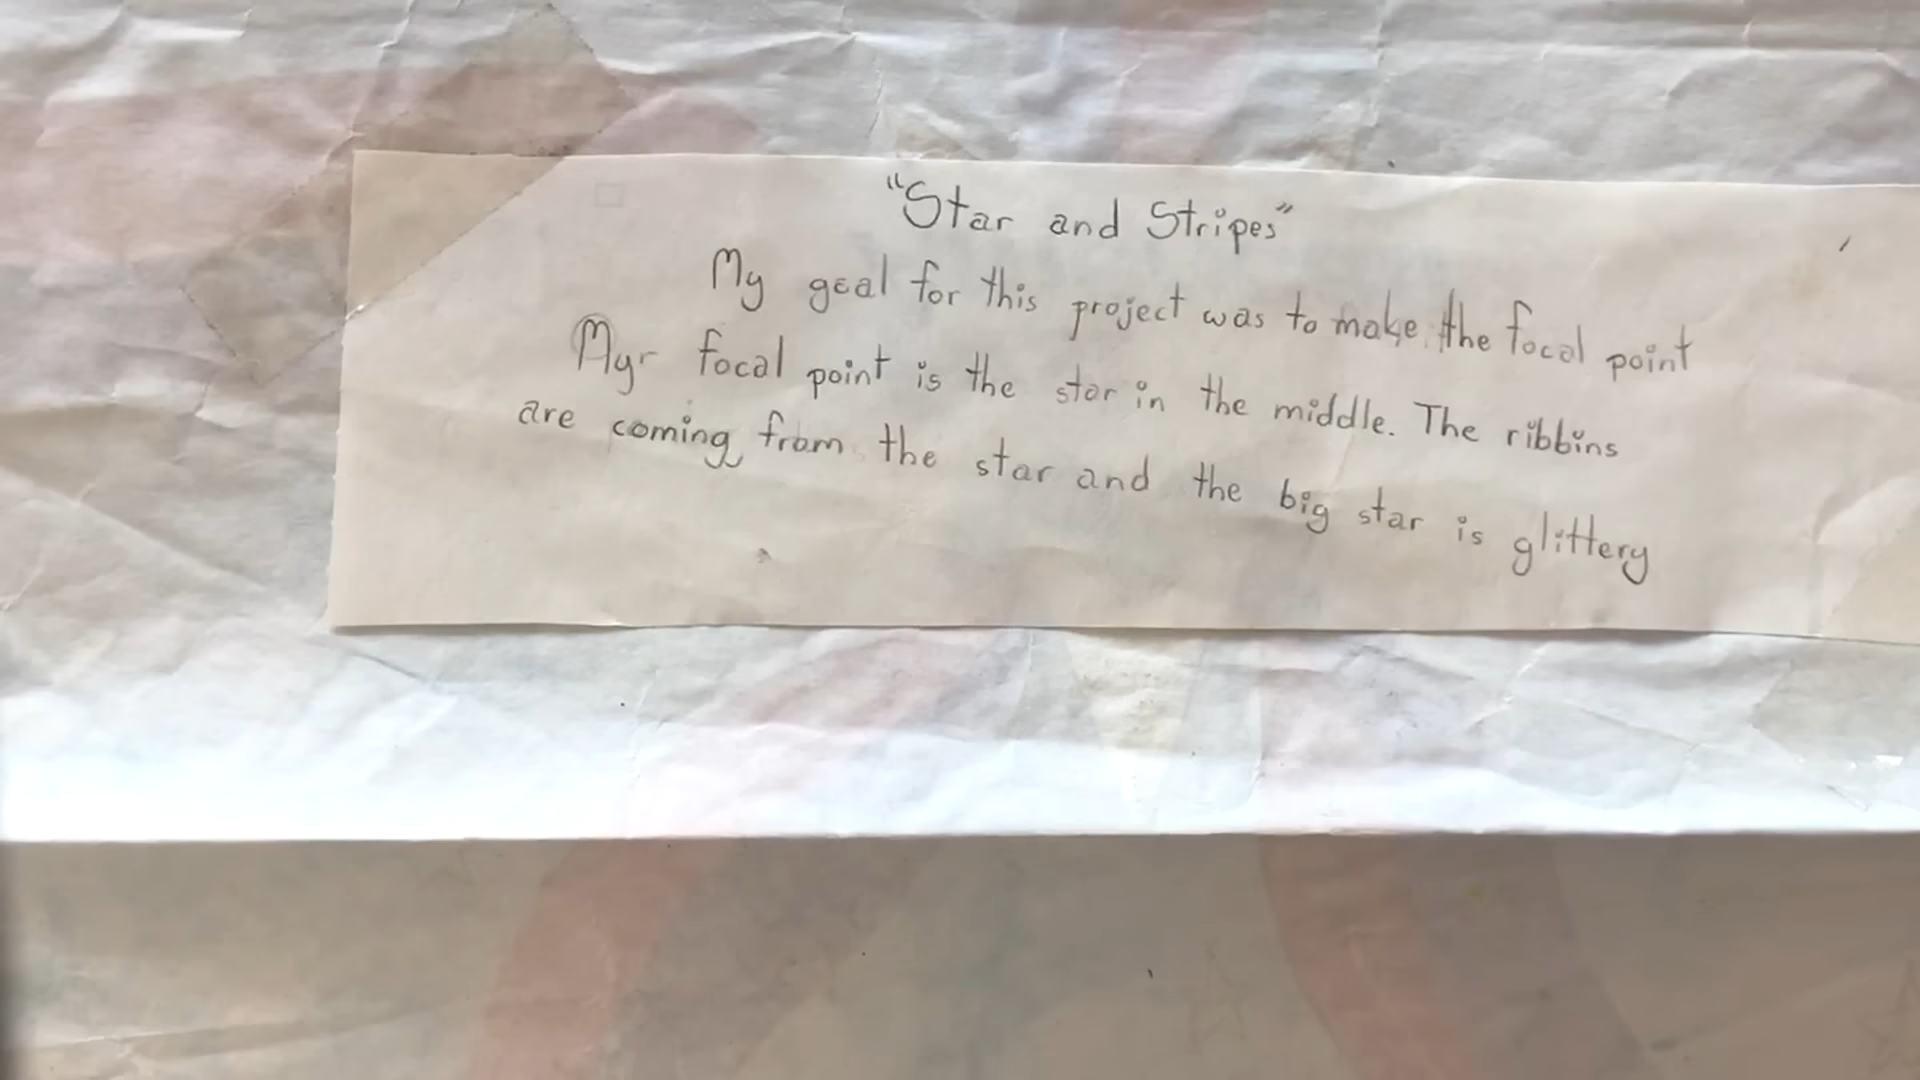 "Star and Stripes"
My goal for this project was to make the focal point
Myr focal point is the star in the middle. The ribbins
are coming from the star and the big star is glittery